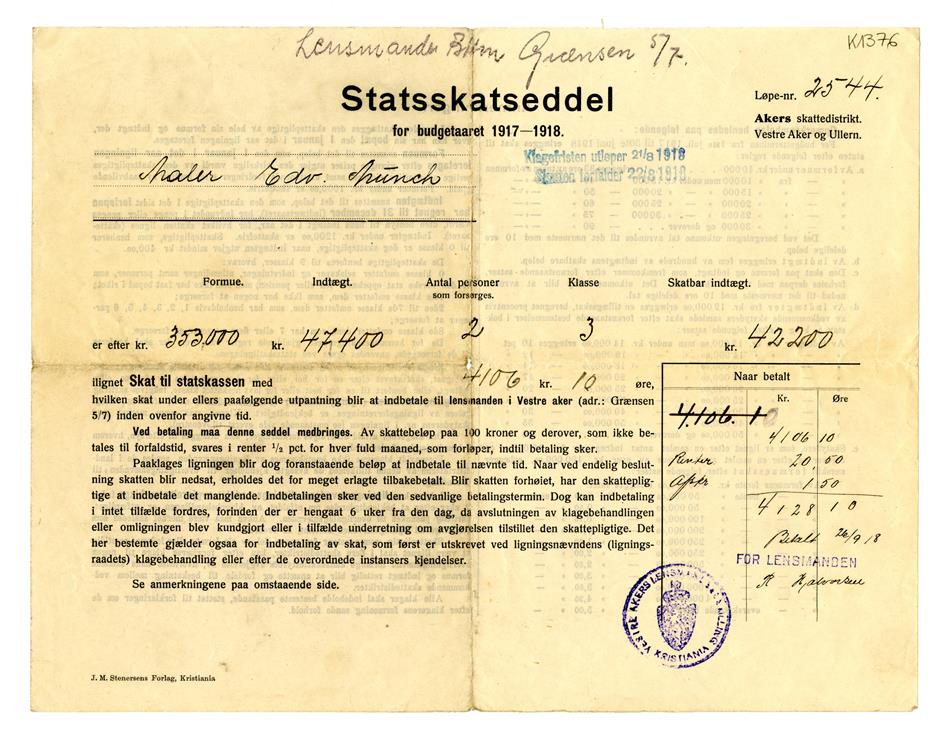 Lensmanden Grænsen 5/7.
K1376
Statsskatseddel
for budgetaaret 1917—1918.
Løpe-nr. 2544.
Akers skattedistrikt.
Vestre Aker og Ullern.
Klagefristen utløper 21/8 1918
Skatten forfalder 22/8 1918
Maler Edv. Munch
Formue. Indtægt. Antal personer Klasse Skatbar indtægt.
som forsørges.
er efter kr. 353.000 kr. 47400 2 3 kr. 42200
ilignet Skat til statskassen med 4106 kr. 10 øre,
hvilken skat under ellers paafølgende utpantning blir at indbetale til lensmanden i Vestre aker (adr.: Grænsen
5/7) inden ovenfor angivne tid.
Ved betaling maa denne seddel medbringes. Av skattebeløp paa 100 kroner og derover, som ikke be-
tales til forfaldstid, svares i renter 1/2 pct. for hver fuld maaned, som forløper, indtil betaling sker.
Paaklages ligningen blir dog foranstaaende beløp at indbetale til nævnte tid. Naar ved endelig beslut-
ning skatten blir nedsat, erholdes det for meget erlagte tilbakebetalt. Blir skatten forhøiet, har den skatteplig-
tige at indbetale det manglende. Indbetalingen sker ved den sedvanlige betalingstermin. Dog kan indbetaling
i intet tilfælde fordres, forinden der er hengaat 6 uker fra den dag, da avslutningen av klagebehandlingen
eller omligningen blev kundgjort eller i tilfælde underretning om avgjørelsen tilstillet den skattepligtige. Det
her bestemte gjælder ogsaa for indbetaling av skat, som først er utskrevet ved ligningsnævndens (lignings-
raadets) klagebehandling eller efter de overordnede instansers kjendelser.
Se anmerkningene paa omstaaende side.
Naar betalt
Kr. Øre
4.106. 10
4106 10
Renter 20. 50
1 50
4128 10
Betalt 26/9 18
FOR LENSMANDEN
VESTRE AKERS LENSMANDSBESTILLING
KRISTIANIA
J. M. Stenersens Forlag, Kristiania